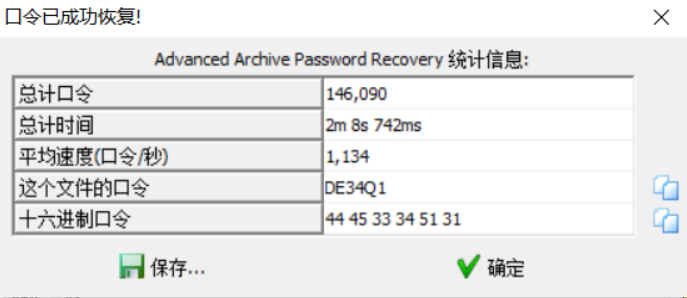 口令已成功恢复!
Advanced Archive Password Recovery 统计信息:
总计口令 146,090
总计时间 2m 8s 742ms
平均速度(口令/秒) 1,134
这个文件的口令 DE34Q1
十六进制口令 44 45 33 34 51 31
保存... 确定